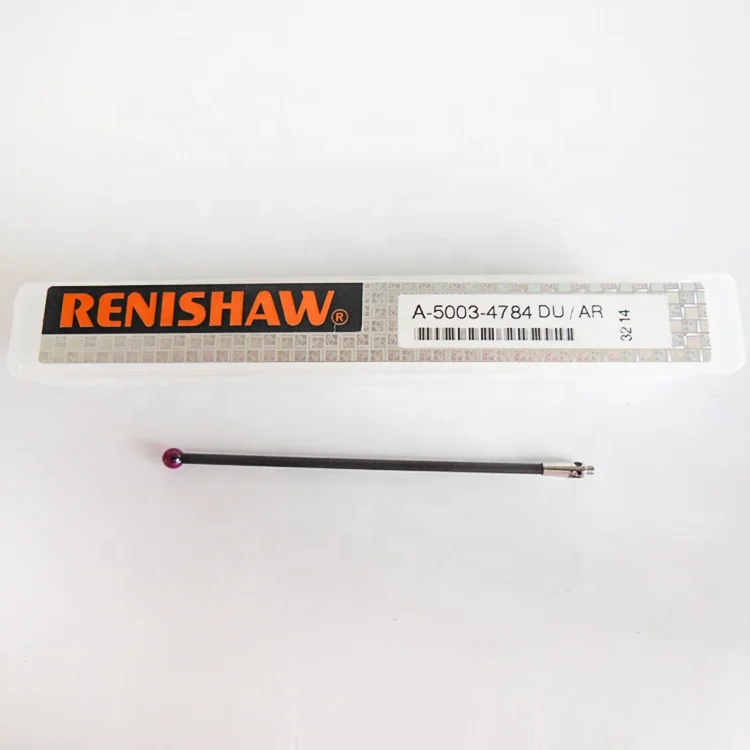 RENISHAW®
A-5003-4784 DU / AR
32 14